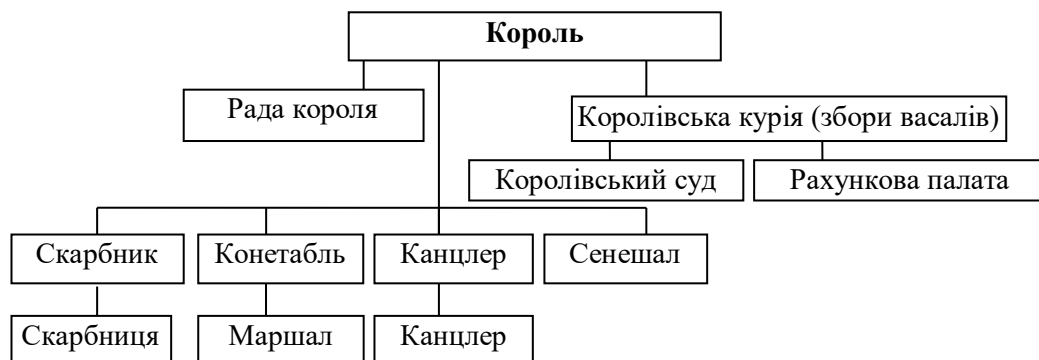 Король
Рада короля
Королівська курія (збори васалів)
Королівський суд
Рахункова палата
Скарбник
Конетабль
Канцлер
Сенешал
Скарбниця
Маршал
Канцлер